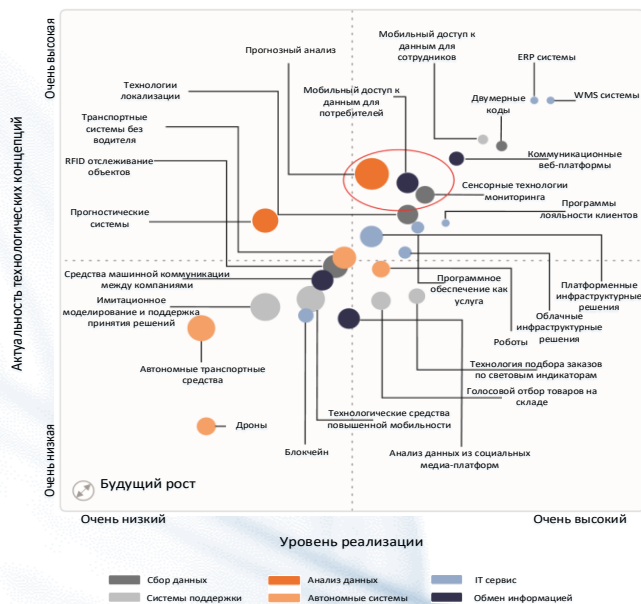 Актуальность технологических концепций
Очень высокая
Очень низкая
Мобильный доступ к
данным для
сотрудников
Прогнозный анализ
ERP системы
Технологии
локализации
Мобильный доступ к
данным для
потребителей
Двумерные
коды
WMS системы
Транспортные
системы без
водителя
RFID отслеживание
объектов
Коммуникационные
веб-платформы
Сенсорные технологии
мониторинга
Прогностические
системы
Программы
лояльности клиентов
Средства машинной коммуникации
между компаниями
Программное
обеспечение как
услуга
Платформенные
инфраструктурные
решения
Имитационное
моделирование и поддержка
принятия решений
Облачные
инфраструктурные
решения
Роботы
Автономные транспортные
средства
Технология подбора заказов
по световым индикаторам
Голосовой отбор товаров на
складе
Дроны
Технологические средства
повышенной мобильности
Блокчейн
Анализ данных из социальных
медиа-платформ
Будущий рост
Очень низкий
Очень высокий
Уровень реализации
Сбор данных
Анализ данных
IT сервис
Системы поддержки
Автономные системы
Обмен информацией